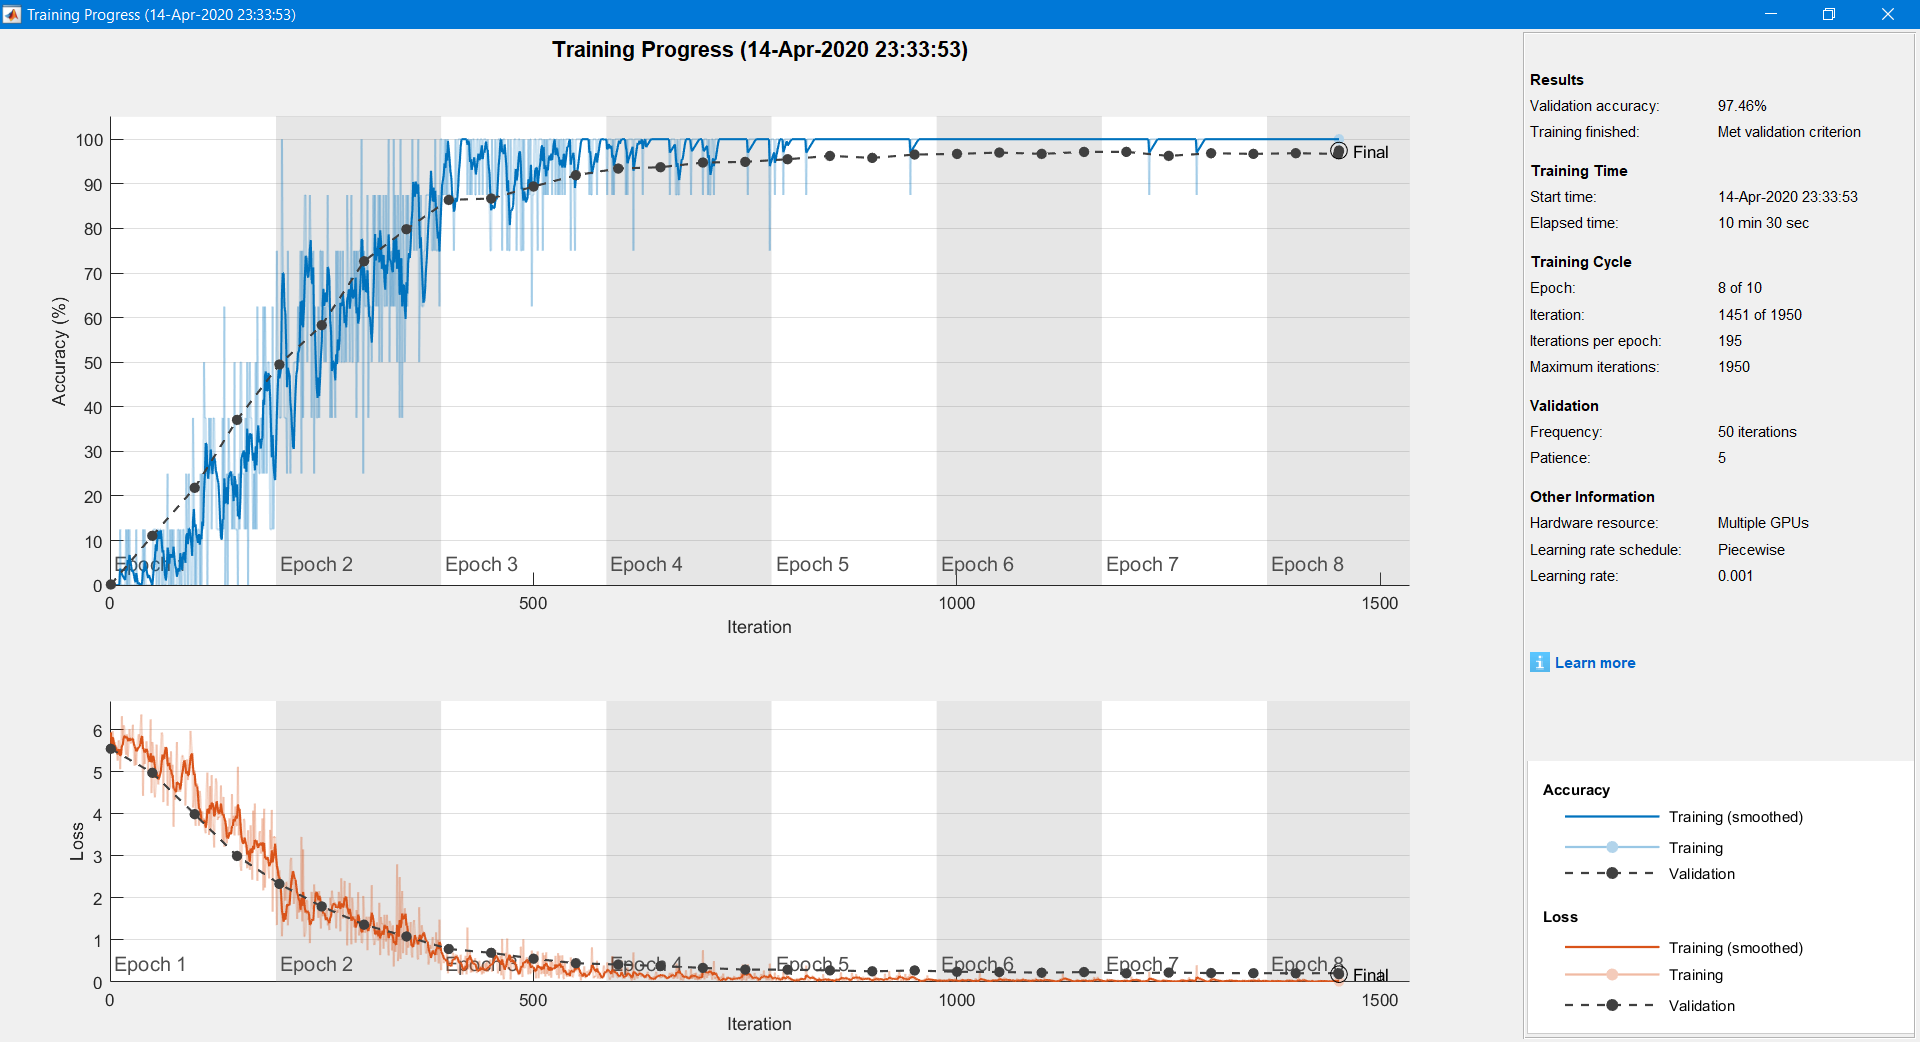 Training Progress (14-Apr-2020 23:33:53)
Training Progress (14-Apr-2020 23:33:53)
100
90
80
70
60
50
40
30
20
10
0
Accuracy (%)
Epoch 1
Epoch 2
Epoch 3
Epoch 4
Epoch 5
Epoch 6
Epoch 7
Epoch 8
Final
0
500
1000
1500
Iteration
6
5
4
3
2
1
0
Loss
Epoch 1
Epoch 2
Epoch 3
Epoch 4
Epoch 5
Epoch 6
Epoch 7
Epoch 8
Final
0
500
1000
1500
Iteration
Results
Validation accuracy: 97.46%
Training finished: Met validation criterion
Training Time
Start time: 14-Apr-2020 23:33:53
Elapsed time: 10 min 30 sec
Training Cycle
Epoch: 8 of 10
Iteration: 1451 of 1950
Iterations per epoch: 195
Maximum iterations: 1950
Validation
Frequency: 50 iterations
Patience: 5
Other Information
Hardware resource: Multiple GPUs
Learning rate schedule: Piecewise
Learning rate: 0.001
i Learn more
Accuracy
Training (smoothed)
Training
Validation
Loss
Training (smoothed)
Training
Validation